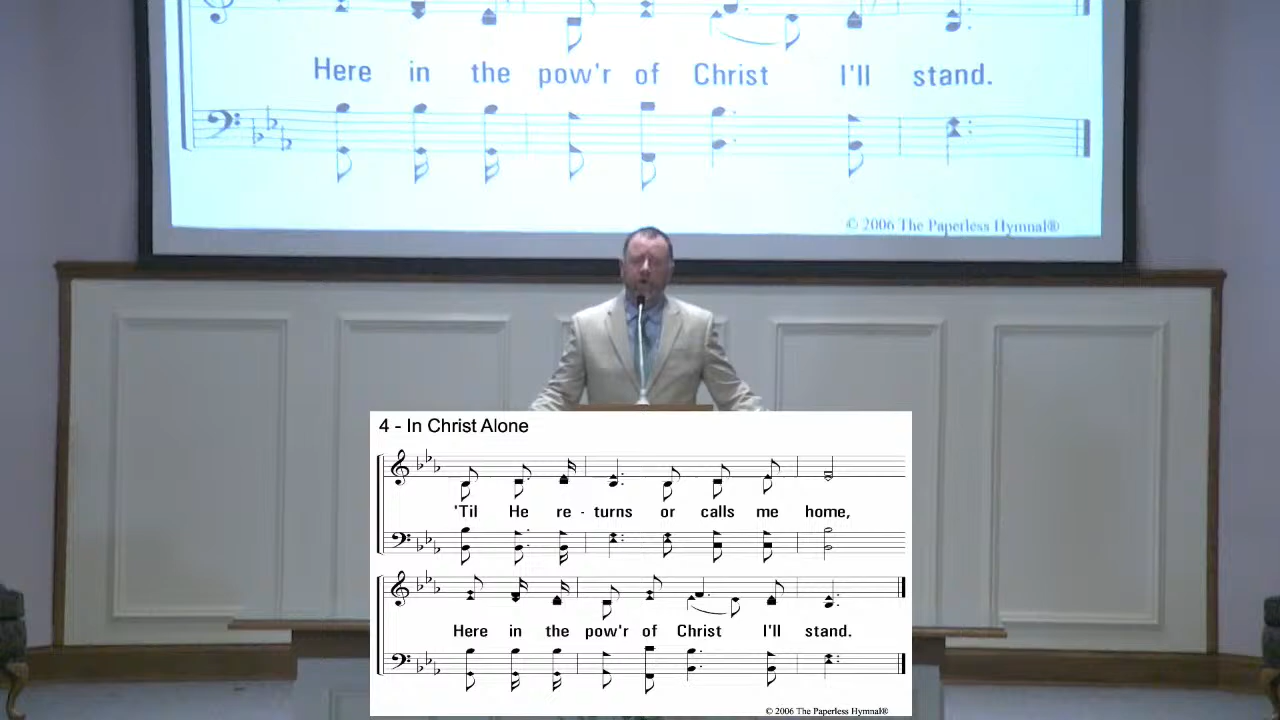 Here in the pow'r of Christ I'll stand.
© 2006 The Paperless Hymnal®
4 - In Christ Alone
'Til He re - turns or calls me home,
Here in the pow'r of Christ I'll stand.
© 2006 The Paperless Hymnal®